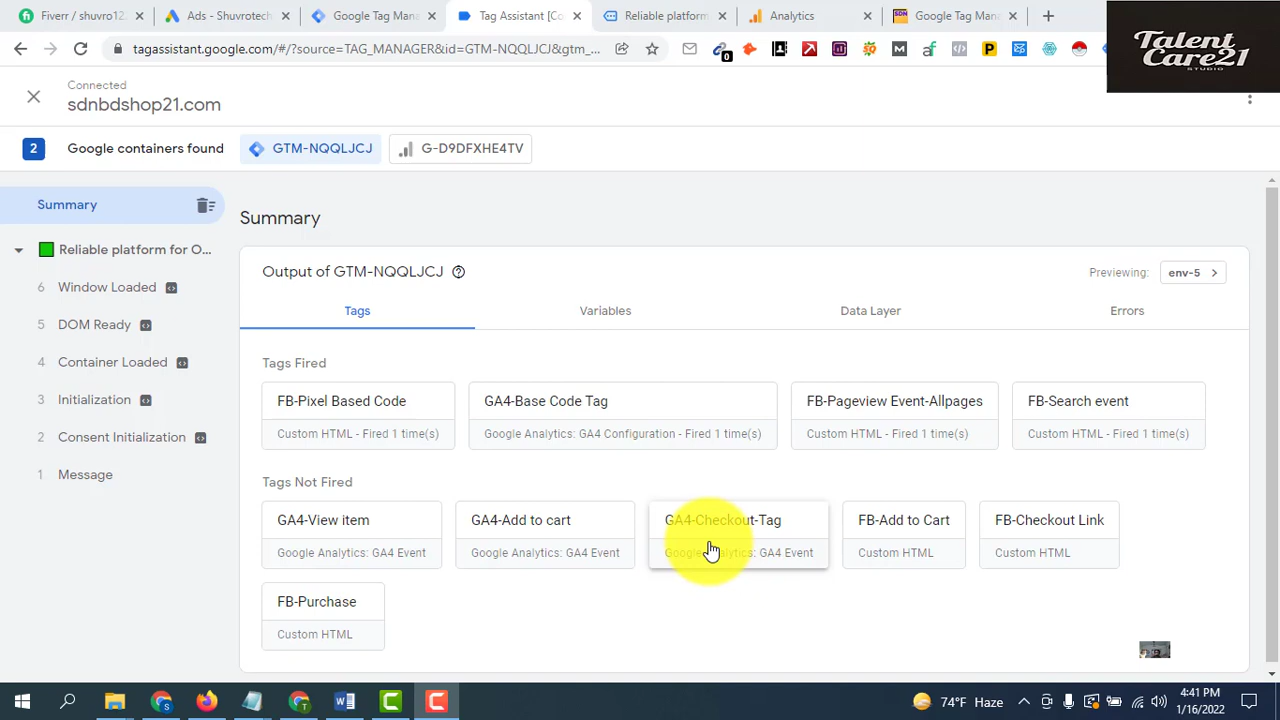 Fiverr / shuvro12
Ads - Shuvrotech
Google Tag Mana
Tag Assistant [Co
Reliable platform
Analytics
Google Tag Mana
tagassistant.google.com/#/?source=TAG_MANAGER&id=GTM-NQQLJCJ&gtm_...
0
Talent
Care21
STUDIO
Connected
sdnbdshop21.com
2
Google containers found
GTM-NQQLJCJ
G-D9DFXHE4TV
Summary
Reliable platform for O...
6 Window Loaded
5 DOM Ready
4 Container Loaded
3 Initialization
2 Consent Initialization
1 Message
Summary
Output of GTM-NQQLJCJ
Previewing: env-5
Tags
Variables
Data Layer
Errors
Tags Fired
FB-Pixel Based Code
Custom HTML - Fired 1 time(s)
GA4-Base Code Tag
Google Analytics: GA4 Configuration - Fired 1 time(s)
FB-Pageview Event-Allpages
Custom HTML - Fired 1 time(s)
FB-Search event
Custom HTML - Fired 1 time(s)
Tags Not Fired
GA4-View item
Google Analytics: GA4 Event
GA4-Add to cart
Google Analytics: GA4 Event
GA4-Checkout-Tag
Google Analytics: GA4 Event
FB-Add to Cart
Custom HTML
FB-Checkout Link
Custom HTML
FB-Purchase
Custom HTML
74°F Haze
4:41 PM
1/16/2022